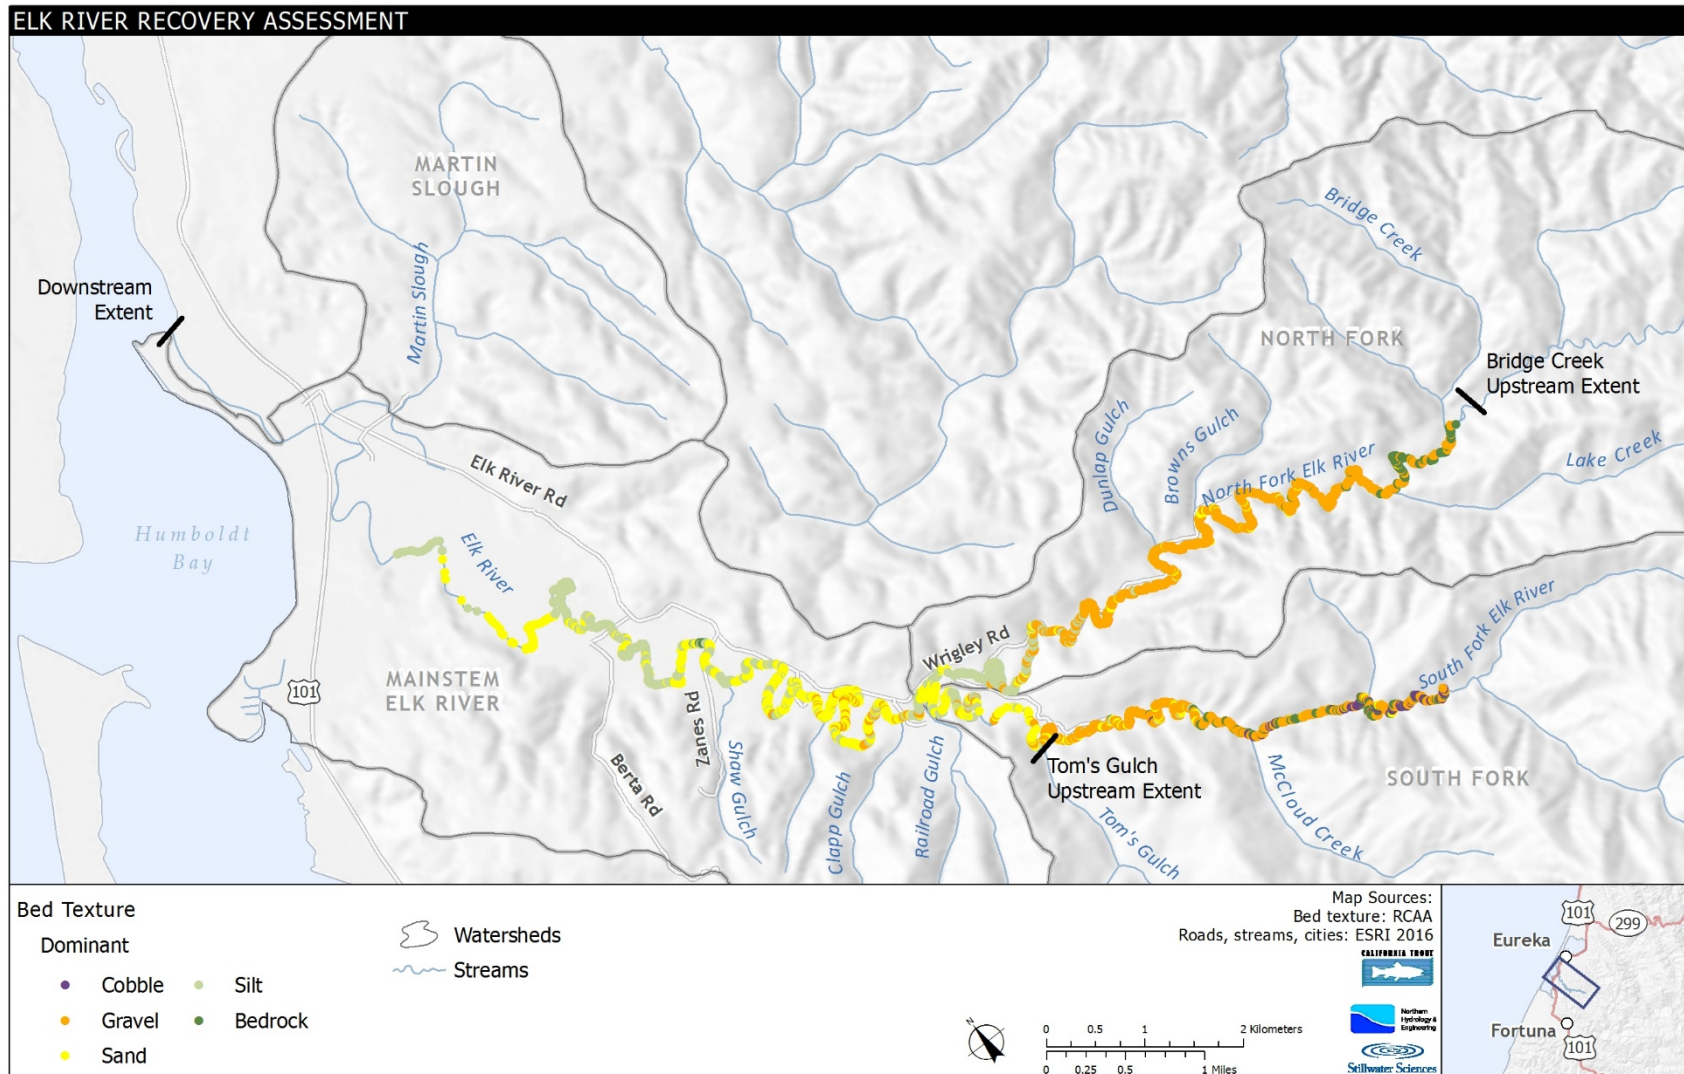 ELK RIVER RECOVERY ASSESSMENT
MARTIN
SLOUGH
Martin Slough
Downstream
Extent
Bridge Creek
NORTH FORK
Bridge Creek
Upstream Extent
Dunlap Gulch
Browns Gulch
North Fork Elk River
Lake Creek
Elk River Rd
Humboldt
Bay
Elk River
Wrigley Rd
South Fork Elk River
MAINSTEM
ELK RIVER
101
Zanes Rd
Berta Rd
Shaw Gulch
Clapp Gulch
Railroad Gulch
Tom's Gulch
Upstream Extent
Tom's Gulch
McCloud Creek
SOUTH FORK
Bed Texture
Dominant
Cobble
Gravel
Sand
Silt
Bedrock
Watersheds
Streams
Map Sources:
Bed texture: RCAA
Roads, streams, cities: ESRI 2016
CALIFORNIA TROUT
Northern
Hydrology &
Engineering
Stillwater Sciences
N
0 0.5 1 2 Kilometers
0 0.25 0.5 1 Miles
101
299
Eureka
Fortuna
101